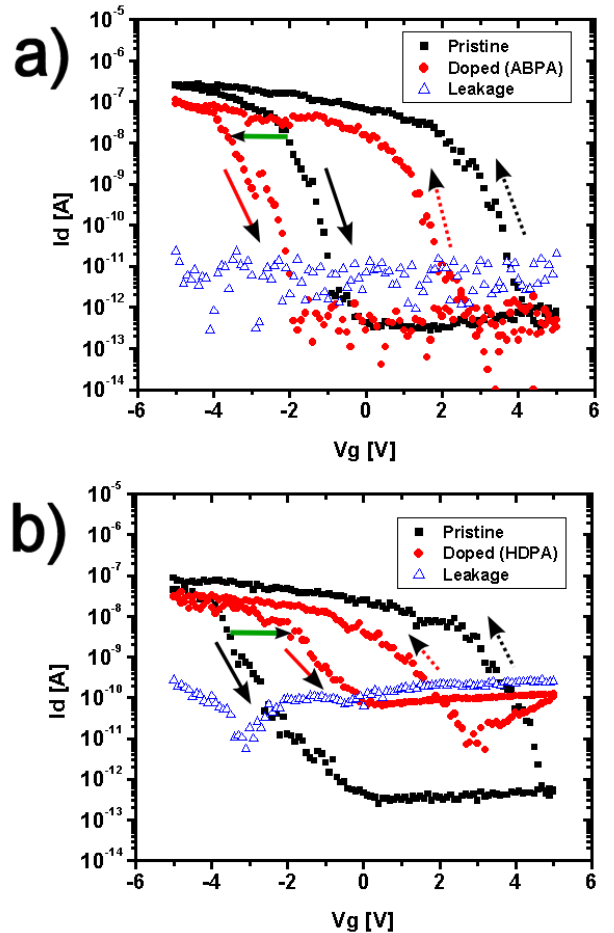 a)
10⁻⁵
10⁻⁶
10⁻⁷
10⁻⁸
10⁻⁹
10⁻¹⁰
10⁻¹¹
10⁻¹²
10⁻¹³
10⁻¹⁴
Id [A]
Pristine
Doped (ABPA)
Leakage
-6 -4 -2 0 2 4 6
Vg [V]
b)
10⁻⁵
10⁻⁶
10⁻⁷
10⁻⁸
10⁻⁹
10⁻¹⁰
10⁻¹¹
10⁻¹²
10⁻¹³
10⁻¹⁴
Id [A]
Pristine
Doped (HDPA)
Leakage
-6 -4 -2 0 2 4 6
Vg [V]